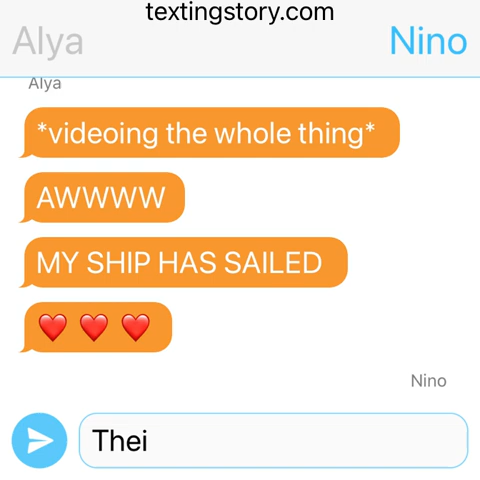 textingstory.com
Alya
Nino
Alya
*videoing the whole thing*
AWWWW
MY SHIP HAS SAILED
❤️ ❤️ ❤️
Nino
Thei